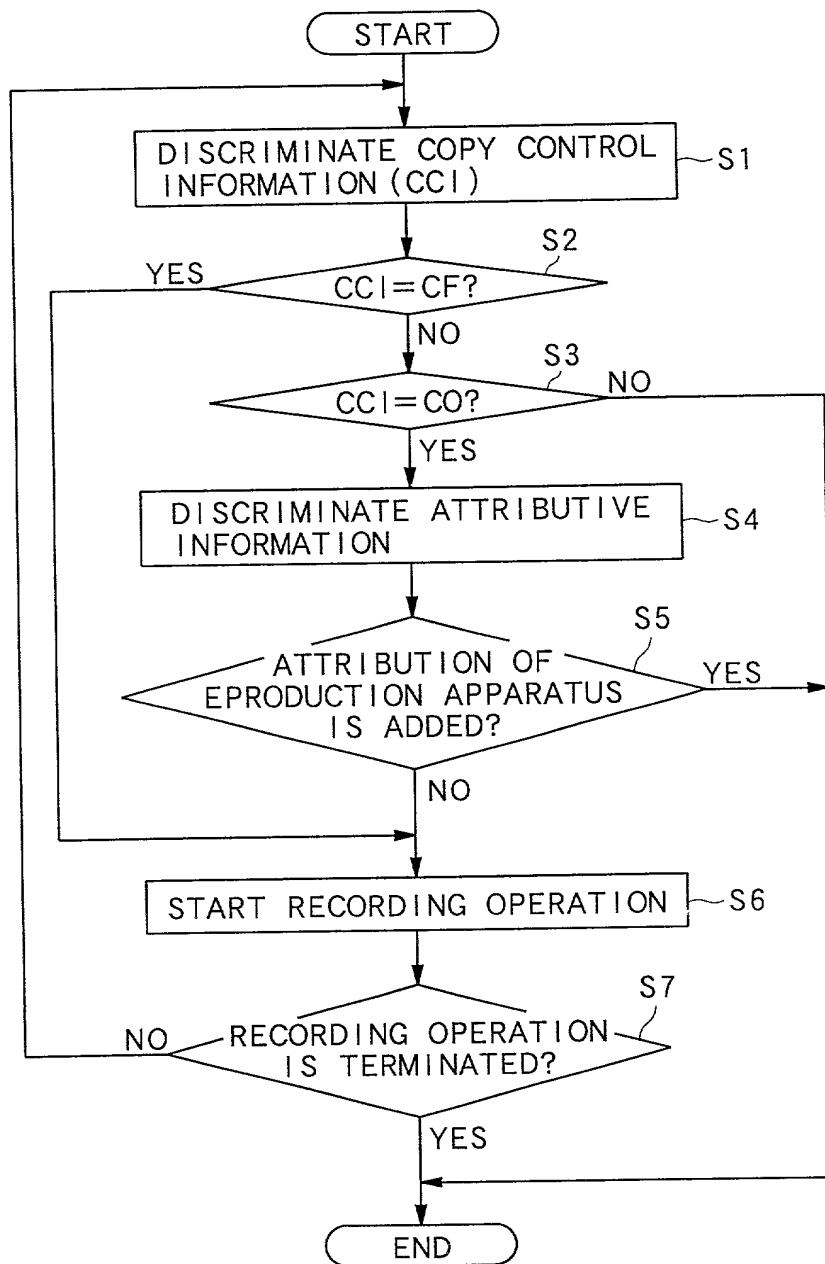 START
DISCRIMINATE COPY CONTROL
INFORMATION (CCI)
S1
S2
YES
CCI=CF?
NO
S3
NO
CCI=CO?
YES
DISCRIMINATE ATTRIBUTIVE
INFORMATION
S4
S5
ATTRIBUTION OF
EPRODUCTION APPARATUS
IS ADDED?
YES
NO
START RECORDING OPERATION
S6
S7
NO
RECORDING OPERATION
IS TERMINATED?
YES
END